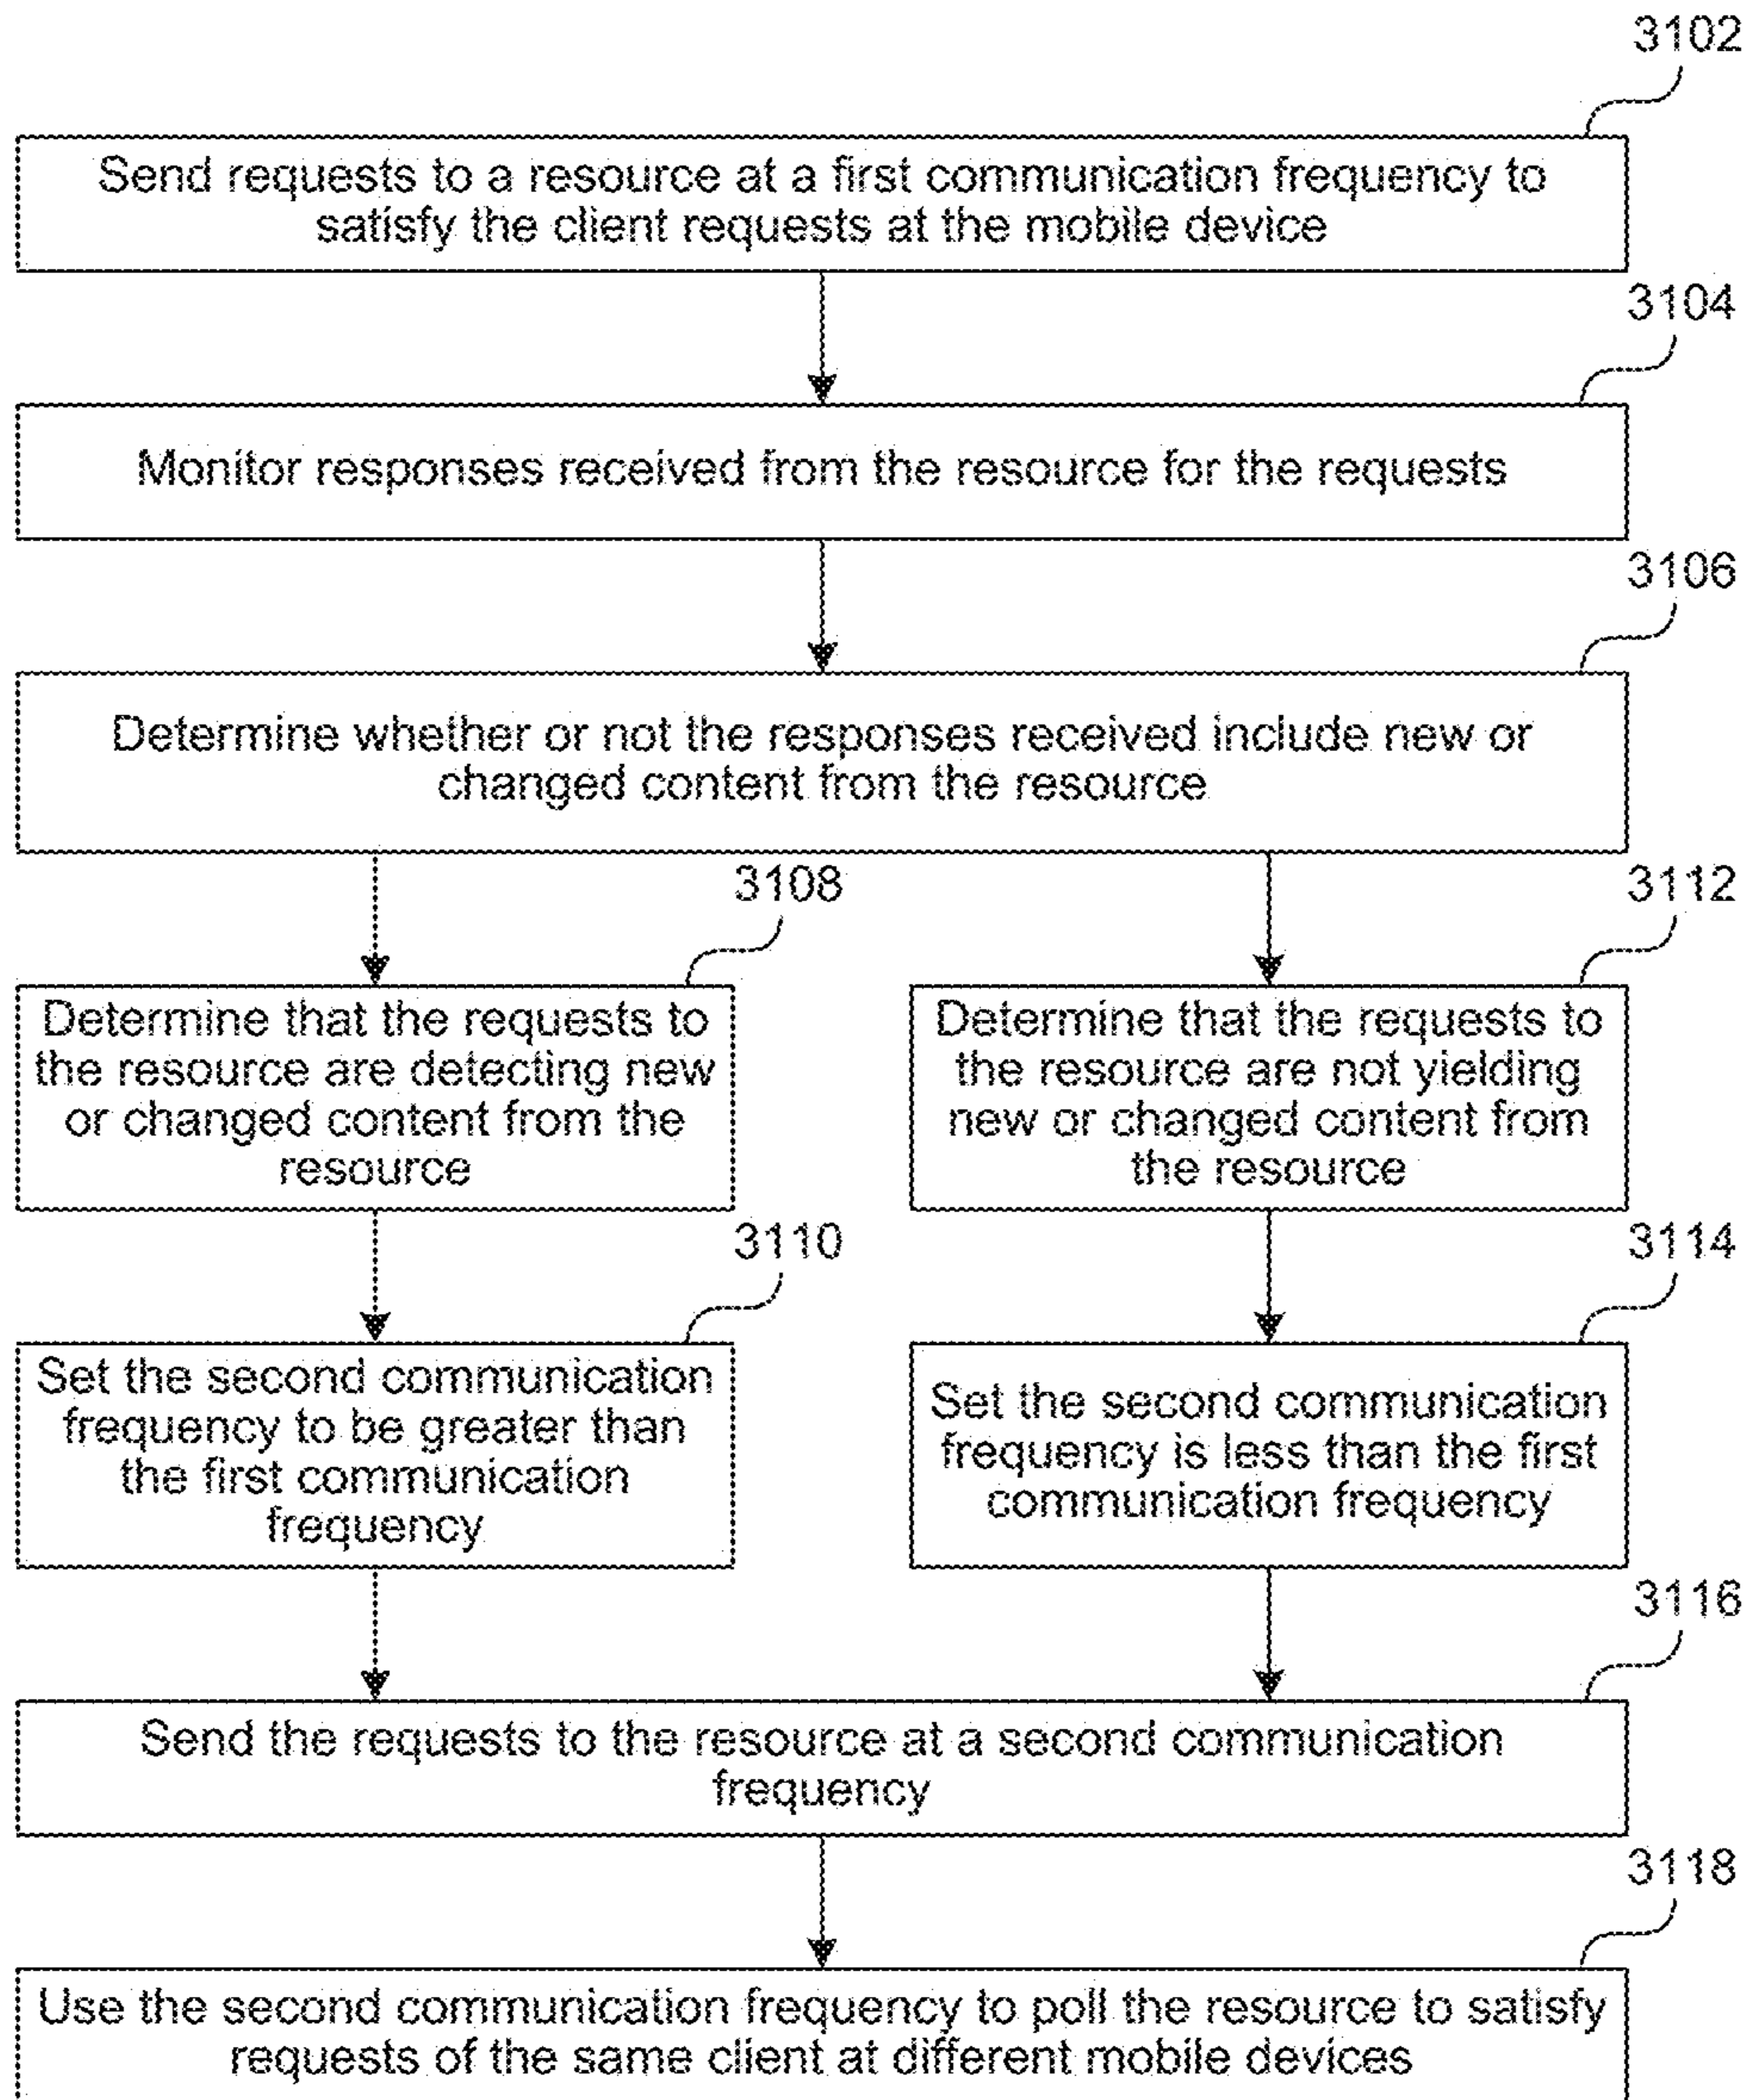 3102
Send requests to a resource at a first communication frequency to
satisfy the client requests at the mobile device
3104
Monitor responses received from the resource for the requests
3106
Determine whether or not the responses received include new or
changed content from the resource
3108
Determine that the requests to
the resource are detecting new
or changed content from the
resource
3112
Determine that the requests to
the resource are not yielding
new or changed content from
the resource
3110
Set the second communication
frequency to be greater than
the first communication
frequency
3114
Set the second communication
frequency is less than the first
communication frequency
3116
Send the requests to the resource at a second communication
frequency
3118
Use the second communication frequency to poll the resource to satisfy
requests of the same client at different mobile devices